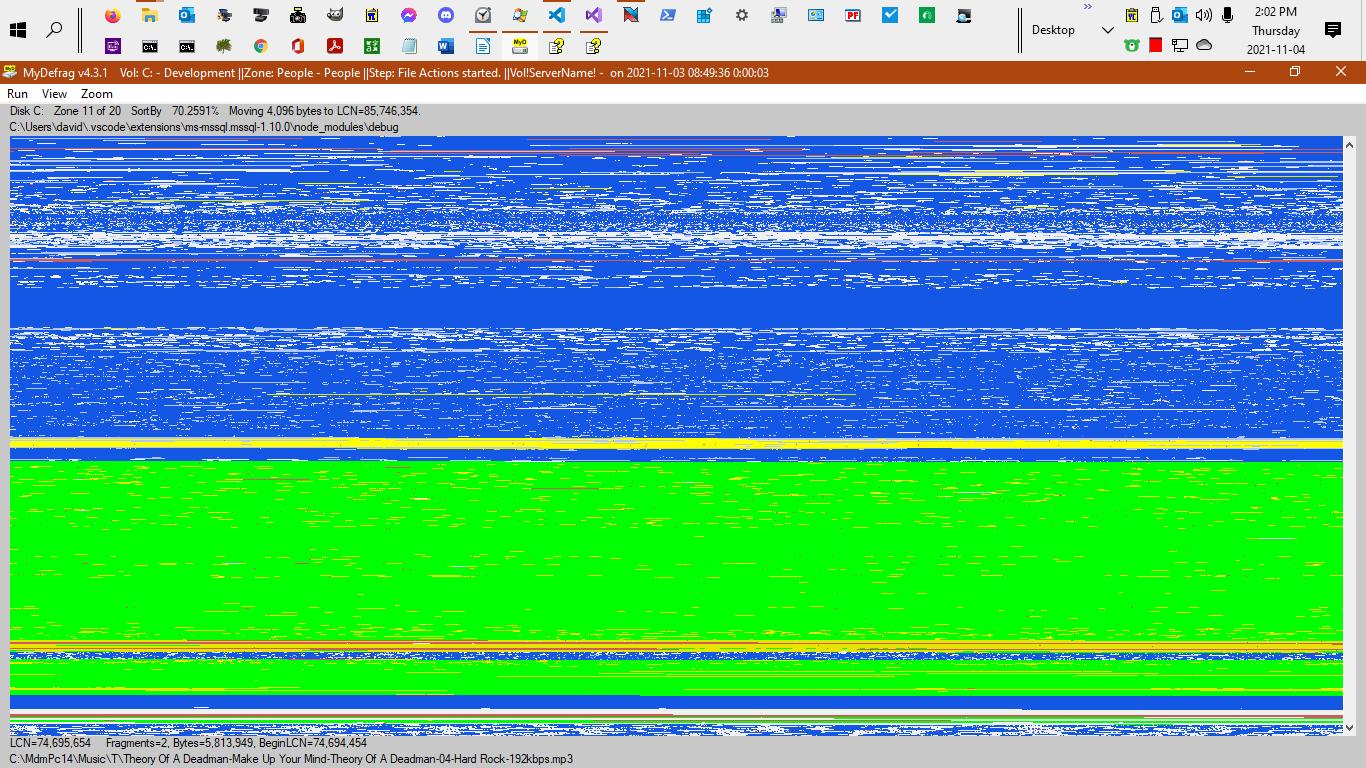 2:02 PM
Desktop
Thursday
2021-11-04
MyDefrag v4.3.1 Vol: C: - Development ||Zone: People - People ||Step: File Actions started. ||Vol!ServerName! - on 2021-11-03 08:49:36 0:00:03
Run View Zoom
Disk C: Zone 11 of 20 SortBy 70.2591% Moving 4,096 bytes to LCN=85,746,354.
C:\Users\david\.vscode\extensions\ms-mssql.mssql-1.10.0\node_modules\debug
LCN=74,695,654 Fragments=2, Bytes=5,813,949, BeginLCN=74,694,454
C:\MdmPc14\Music\T\Theory Of A Deadman-Make Up Your Mind-Theory Of A Deadman-04-Hard Rock-192kbps.mp3